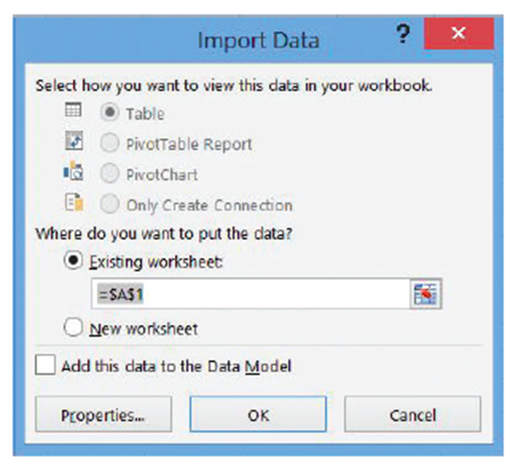 Import Data
?
×
Select how you want to view this data in your workbook.
Table
PivotTable Report
PivotChart
Only Create Connection
Where do you want to put the data?
Existing worksheet:
=$A$1
New worksheet
Add this data to the Data Model
Properties...
OK
Cancel